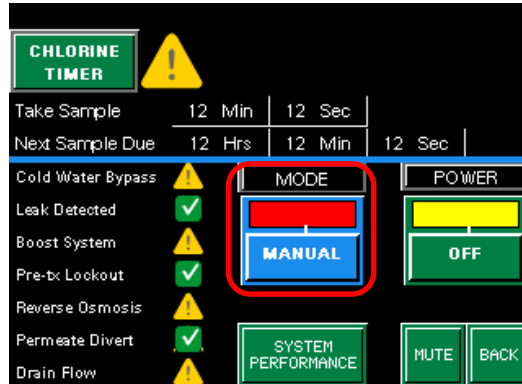 CHLORINE
TIMER
Take Sample 12 Min 12 Sec
Next Sample Due 12 Hrs 12 Min 12 Sec
Cold Water Bypass
MODE
POWER
Leak Detected
Boost System
MANUAL
OFF
Pre-tx Lockout
Reverse Osmosis
Permeate Divert
SYSTEM
PERFORMANCE
MUTE
BACK
Drain Flow